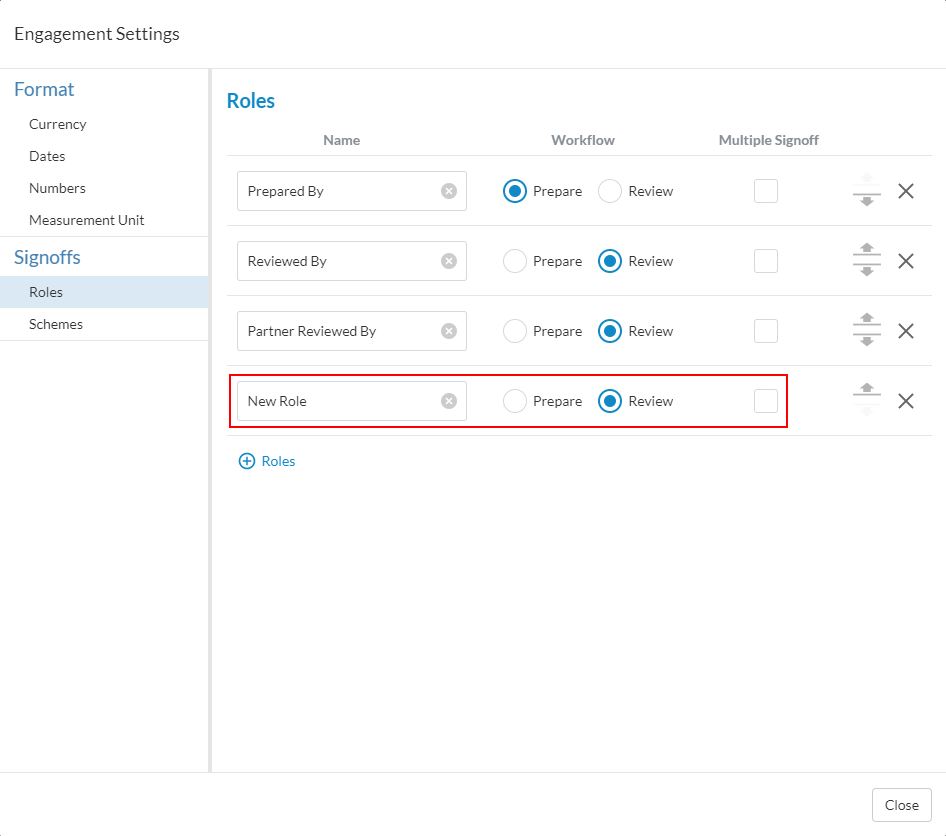 Engagement Settings
Format
Currency
Dates
Numbers
Measurement Unit
Signoffs
Roles
Schemes
Roles
Name Workflow Multiple Signoff
Prepared By Prepare Review
Reviewed By Prepare Review
Partner Reviewed By Prepare Review
New Role Prepare Review
Roles
Close